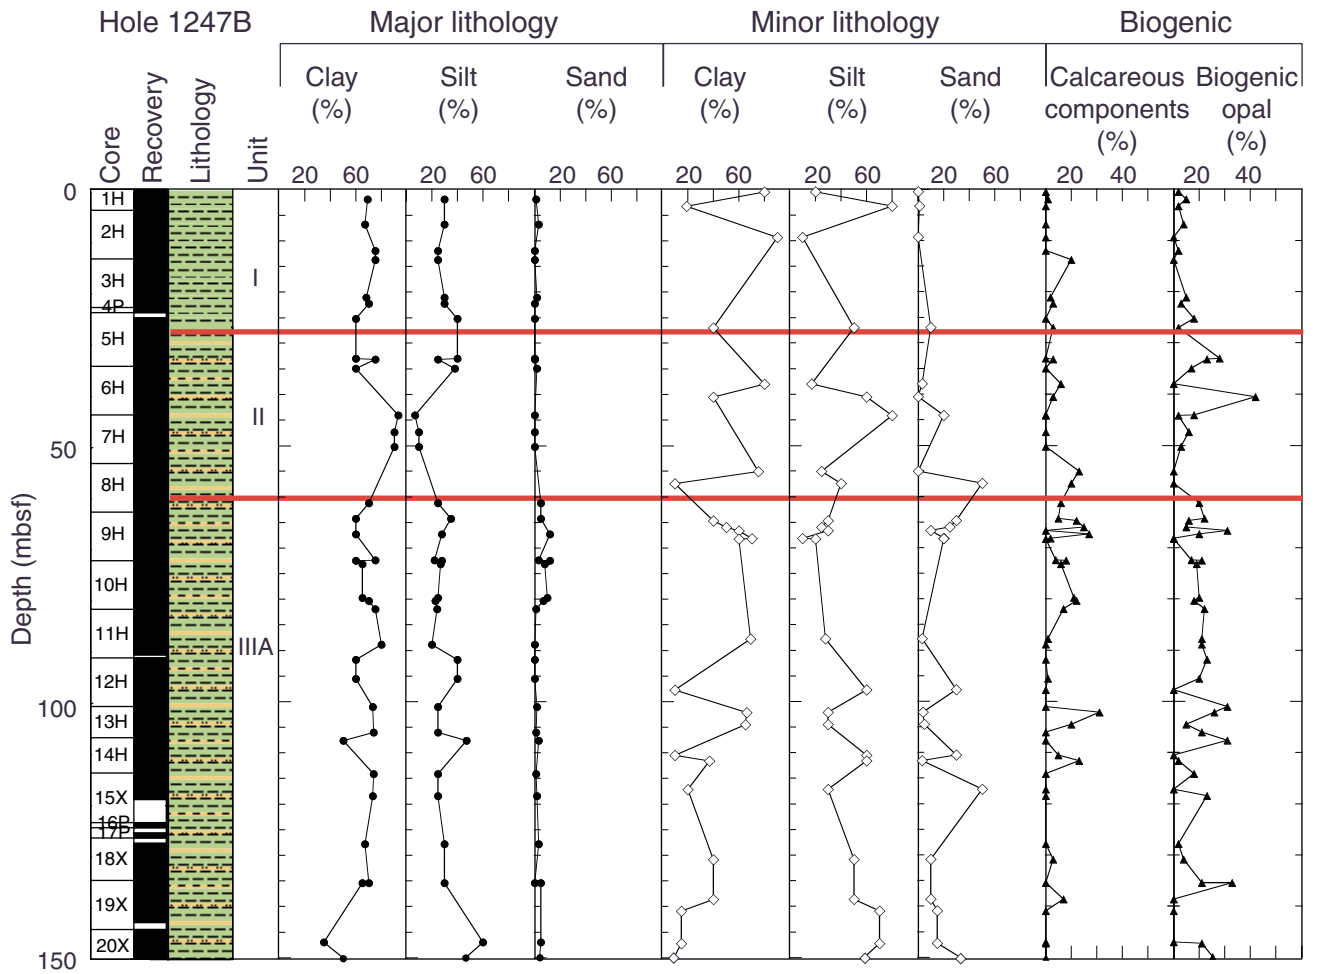 Hole 1247B
Major lithology
Minor lithology
Biogenic
Core
Recovery
Lithology
Unit
Clay
(%)
Silt
(%)
Sand
(%)
Clay
(%)
Silt
(%)
Sand
(%)
Calcareous
components
(%)
Biogenic
opal
(%)
20 60 20 60 20 60 20 60 20 60 20 60 20 40 20 40
Depth (mbsf)
0
50
100
150
1H
2H
3H
4P
5H
6H
7H
8H
9H
10H
11H
12H
13H
14H
15X
16P
17P
18X
19X
20X
I
II
IIIA